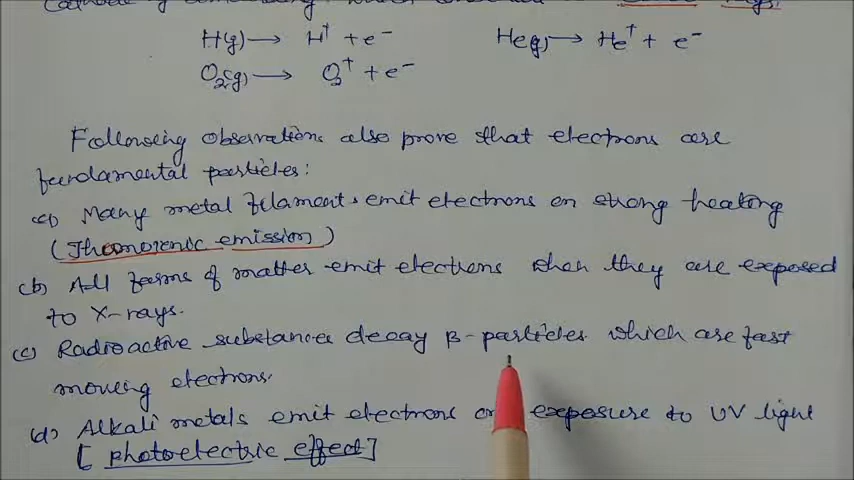 H(g) ⟶ H⁺ + e⁻ He(g) ⟶ He⁺ + e⁻
O₂(g) ⟶ O₂⁺ + e⁻
Following observations also prove that electrons are
fundamental particles:
(a) Many metal filaments emit electrons on strong heating
(Thermoionic emission)
(b) All forms of matter emit electrons when they are exposed
to X-rays.
(c) Radioactive substances decay β-particles which are fast
moving electrons.
(d) Alkali metals emit electrons on exposure to UV light
[photoelectric effect]